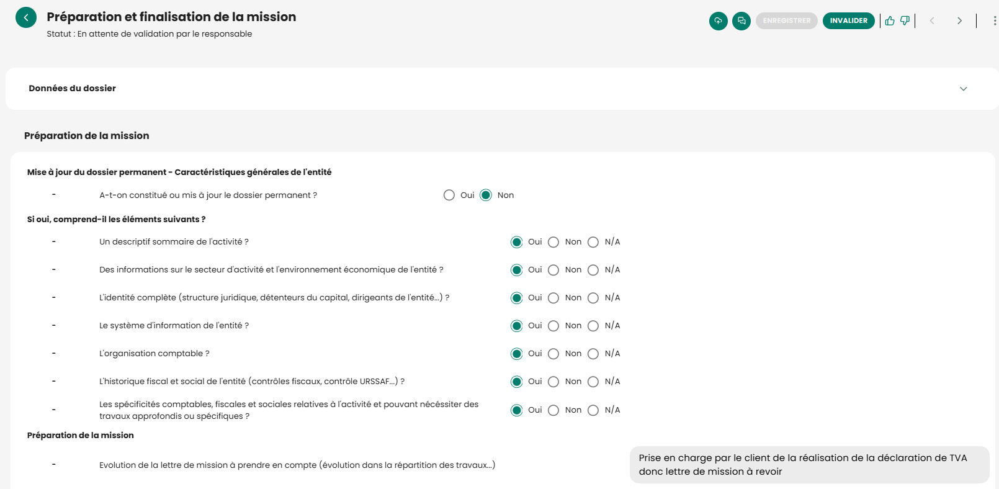 Préparation et finalisation de la mission
Statut : En attente de validation par le responsable
ENREGISTRER
INVALIDER
Données du dossier
Préparation de la mission
Mise à jour du dossier permanent - Caractéristiques générales de l'entité
- A-t-on constitué ou mis à jour le dossier permanent ? Oui Non
Si oui, comprend-il les éléments suivants ?
- Un descriptif sommaire de l'activité ? Oui Non N/A
- Des informations sur le secteur d'activité et l'environnement économique de l'entité ? Oui Non N/A
- L'identité complète (structure juridique, détenteurs du capital, dirigeants de l'entité...) ? Oui Non N/A
- Le système d'information de l'entité ? Oui Non N/A
- L'organisation comptable ? Oui Non N/A
- L'historique fiscal et social de l'entité (contrôles fiscaux, contrôle URSSAF...) ? Oui Non N/A
- Les spécificités comptables, fiscales et sociales relatives à l'activité et pouvant nécéssiter des
travaux approfondis ou spécifiques ? Oui Non N/A
Préparation de la mission
- Evolution de la lettre de mission à prendre en compte (évolution dans la répartition des travaux...)
Prise en charge par le client de la réalisation de la déclaration de TVA
donc lettre de mission à revoir